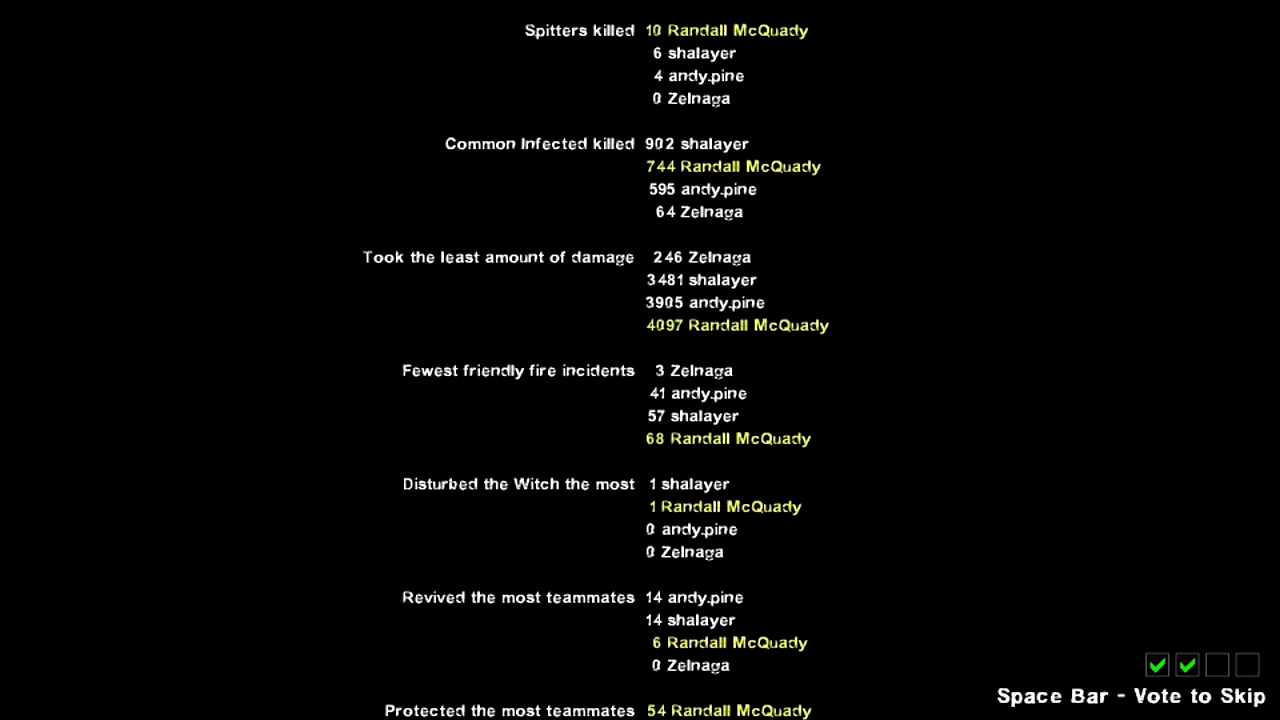 Spitters killed 10 Randall McQuady
6 shalayer
4 andy.pine
0 Zelnaga
Common Infected killed 902 shalayer
744 Randall McQuady
595 andy.pine
64 Zelnaga
Took the least amount of damage 246 Zelnaga
3481 shalayer
3905 andy.pine
4097 Randall McQuady
Fewest friendly fire incidents 3 Zelnaga
41 andy.pine
57 shalayer
68 Randall McQuady
Disturbed the Witch the most 1 shalayer
1 Randall McQuady
0 andy.pine
0 Zelnaga
Revived the most teammates 14 andy.pine
14 shalayer
6 Randall McQuady
0 Zelnaga
Protected the most teammates 54 Randall McQuady
Space Bar - Vote to Skip